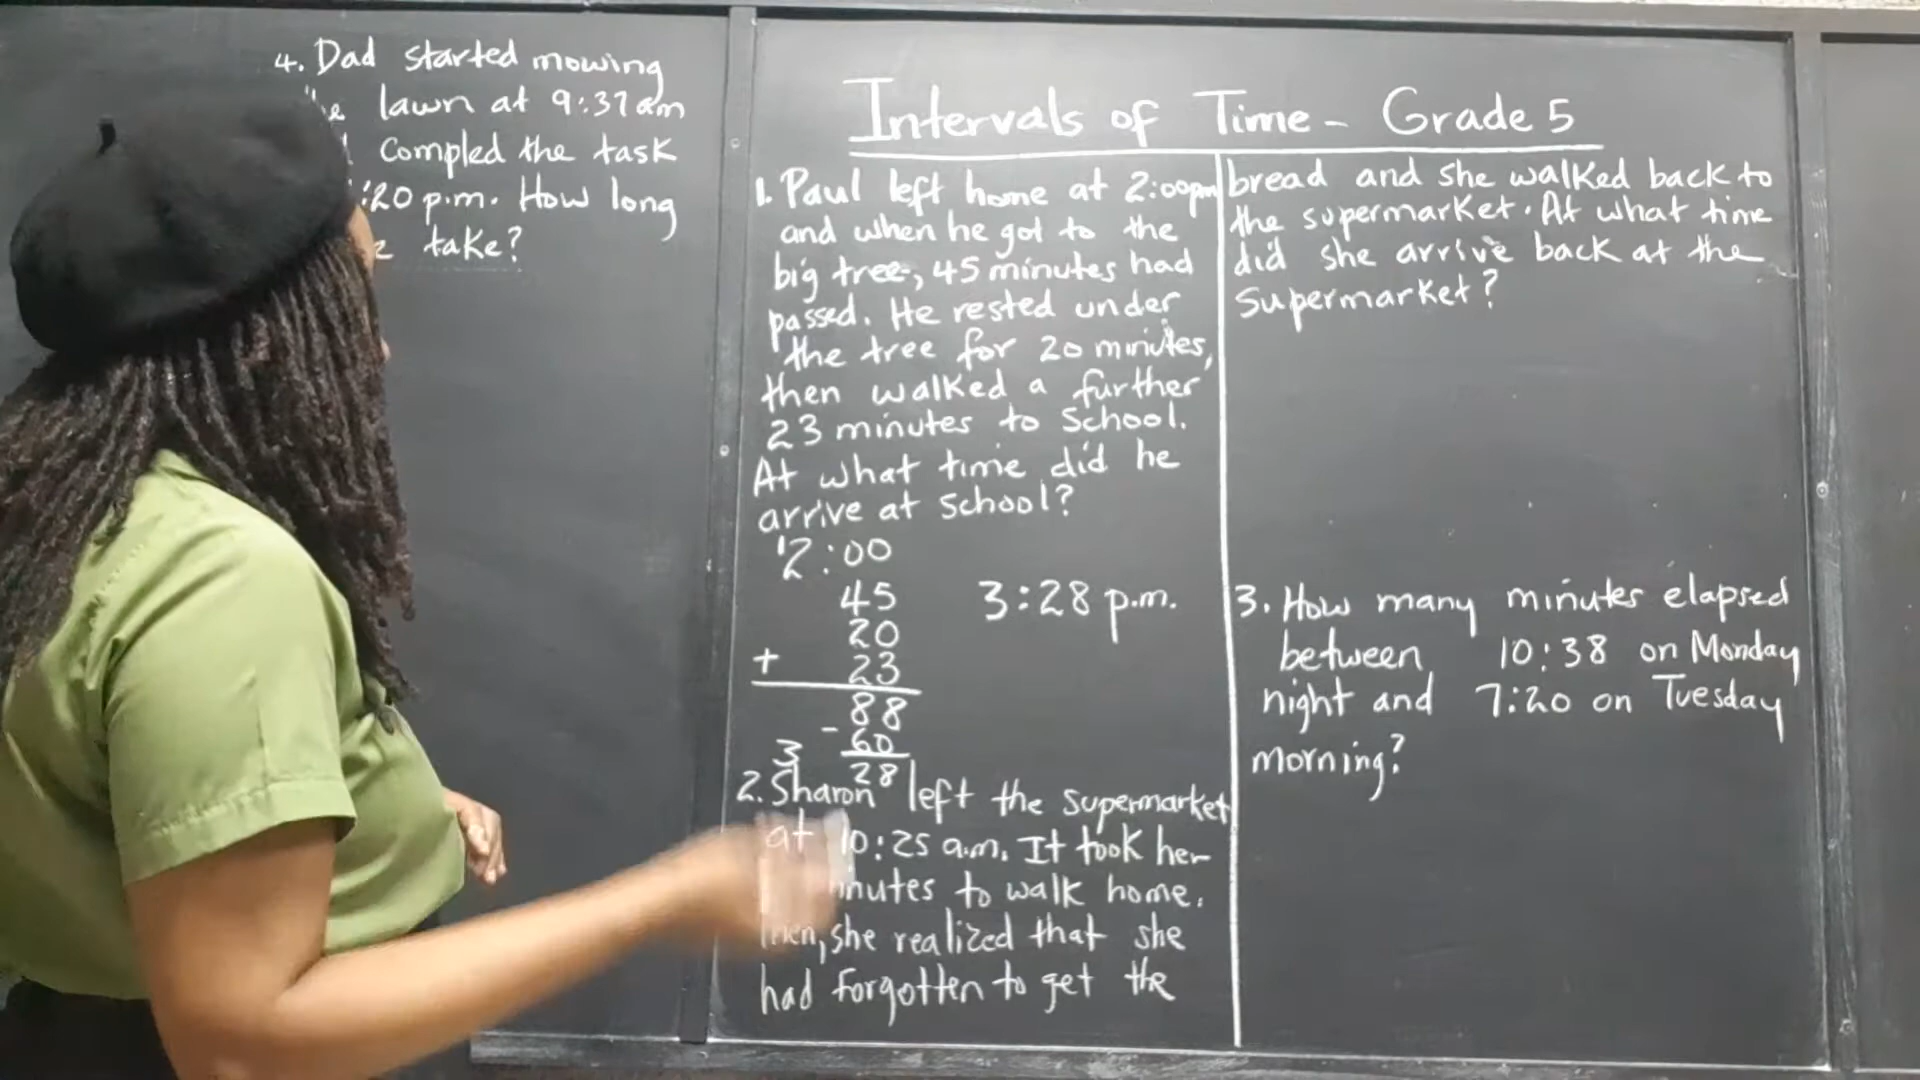 4. Dad started mowing
lawn at 9:37am
Compled the task
:20 p.m. How long
take?
Intervals of Time - Grade 5
1. Paul left home at 2:00pm
and when he got to the
big tree, 45 minutes had
passed. He rested under
the tree for 20 minutes,
then walked a further
23 minutes to School.
At what time did he
arrive at School?
2:00
45
20
+ 23
88
- 60
3 28
3:28 p.m.
2. Sharon left the supermarket
at 10:25 a.m. It took her
to walk home.
she realized that she
had forgotten to get the
bread and she walked back to
the supermarket. At what time
did she arrive back at the
supermarket?
3. How many minutes elapsed
between 10:38 on Monday
night and 7:20 on Tuesday
morning?